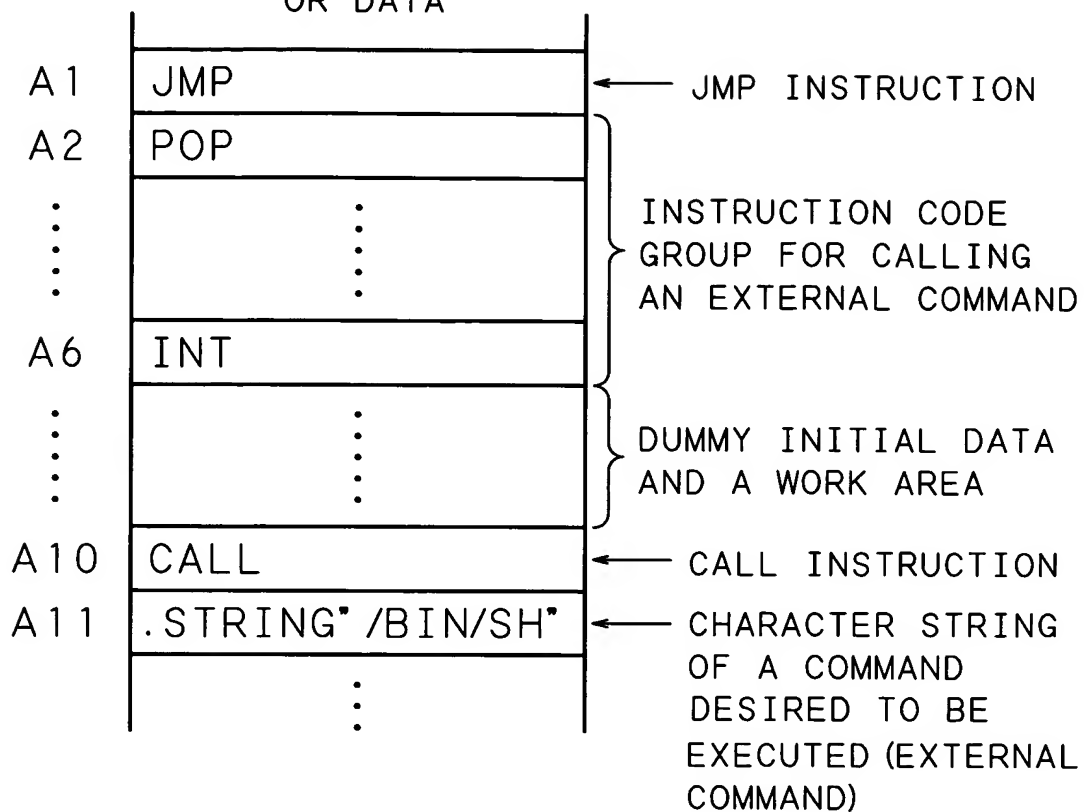 OR DATA
A1 JMP ← JMP INSTRUCTION
A2 POP
INSTRUCTION CODE
GROUP FOR CALLING
AN EXTERNAL COMMAND
A6 INT
DUMMY INITIAL DATA
AND A WORK AREA
A10 CALL ← CALL INSTRUCTION
A11 .STRING"/BIN/SH" ← CHARACTER STRING
OF A COMMAND
DESIRED TO BE
EXECUTED (EXTERNAL
COMMAND)